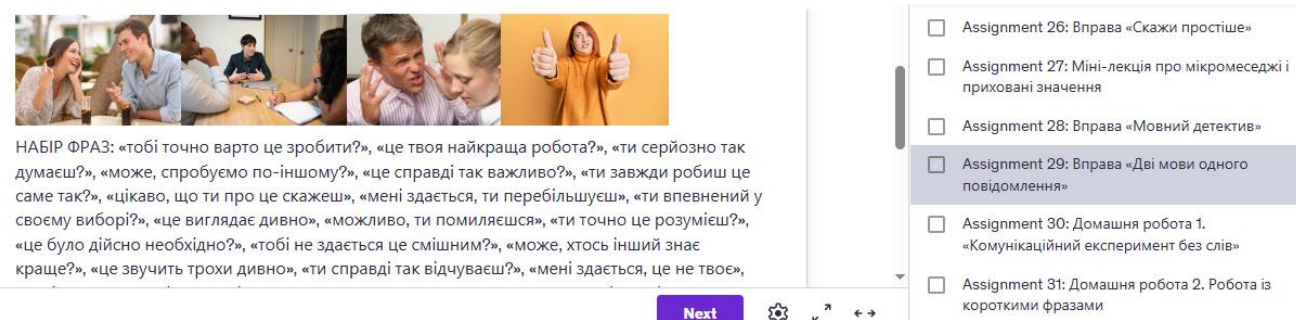 НАБІР ФРАЗ: «тобі точно варто це зробити?», «це твоя найкраща робота?», «ти серйозно так
думаєш?», «може, спробуємо по-іншому?», «це справді так важливо?», «ти завжди робиш це
саме так?», «цікаво, що ти про це скажеш», «мені здається, ти перебільшуєш», «ти впевнений у
своєму виборі?», «це виглядає дивно», «можливо, ти помиляєшся», «ти точно це розумієш?»,
«це було дійсно необхідно?», «тобі не здається це смішним?», «може, хтось інший знає
краще?», «це звучить трохи дивно», «ти справді так відчуваєш?», «мені здається, це не твоє»,
Next
Assignment 26: Вправа «Скажи простіше»
Assignment 27: Міні-лекція про мікромеседжі і
приховані значення
Assignment 28: Вправа «Мовний детектив»
Assignment 29: Вправа «Дві мови одного
повідомлення»
Assignment 30: Домашня робота 1.
«Комунікаційний експеримент без слів»
Assignment 31: Домашня робота 2. Робота із
короткими фразами